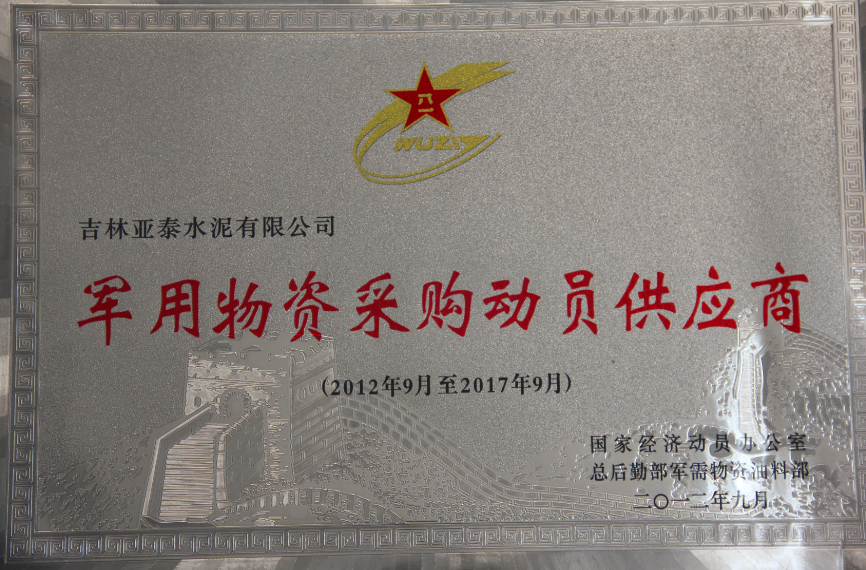 八一
WUZI
吉林亚泰水泥有限公司
军用物资采购动员供应商
(2012年9月至2017年9月)
国家经济动员办公室
总后勤部军需物资油料部
二〇一二年九月